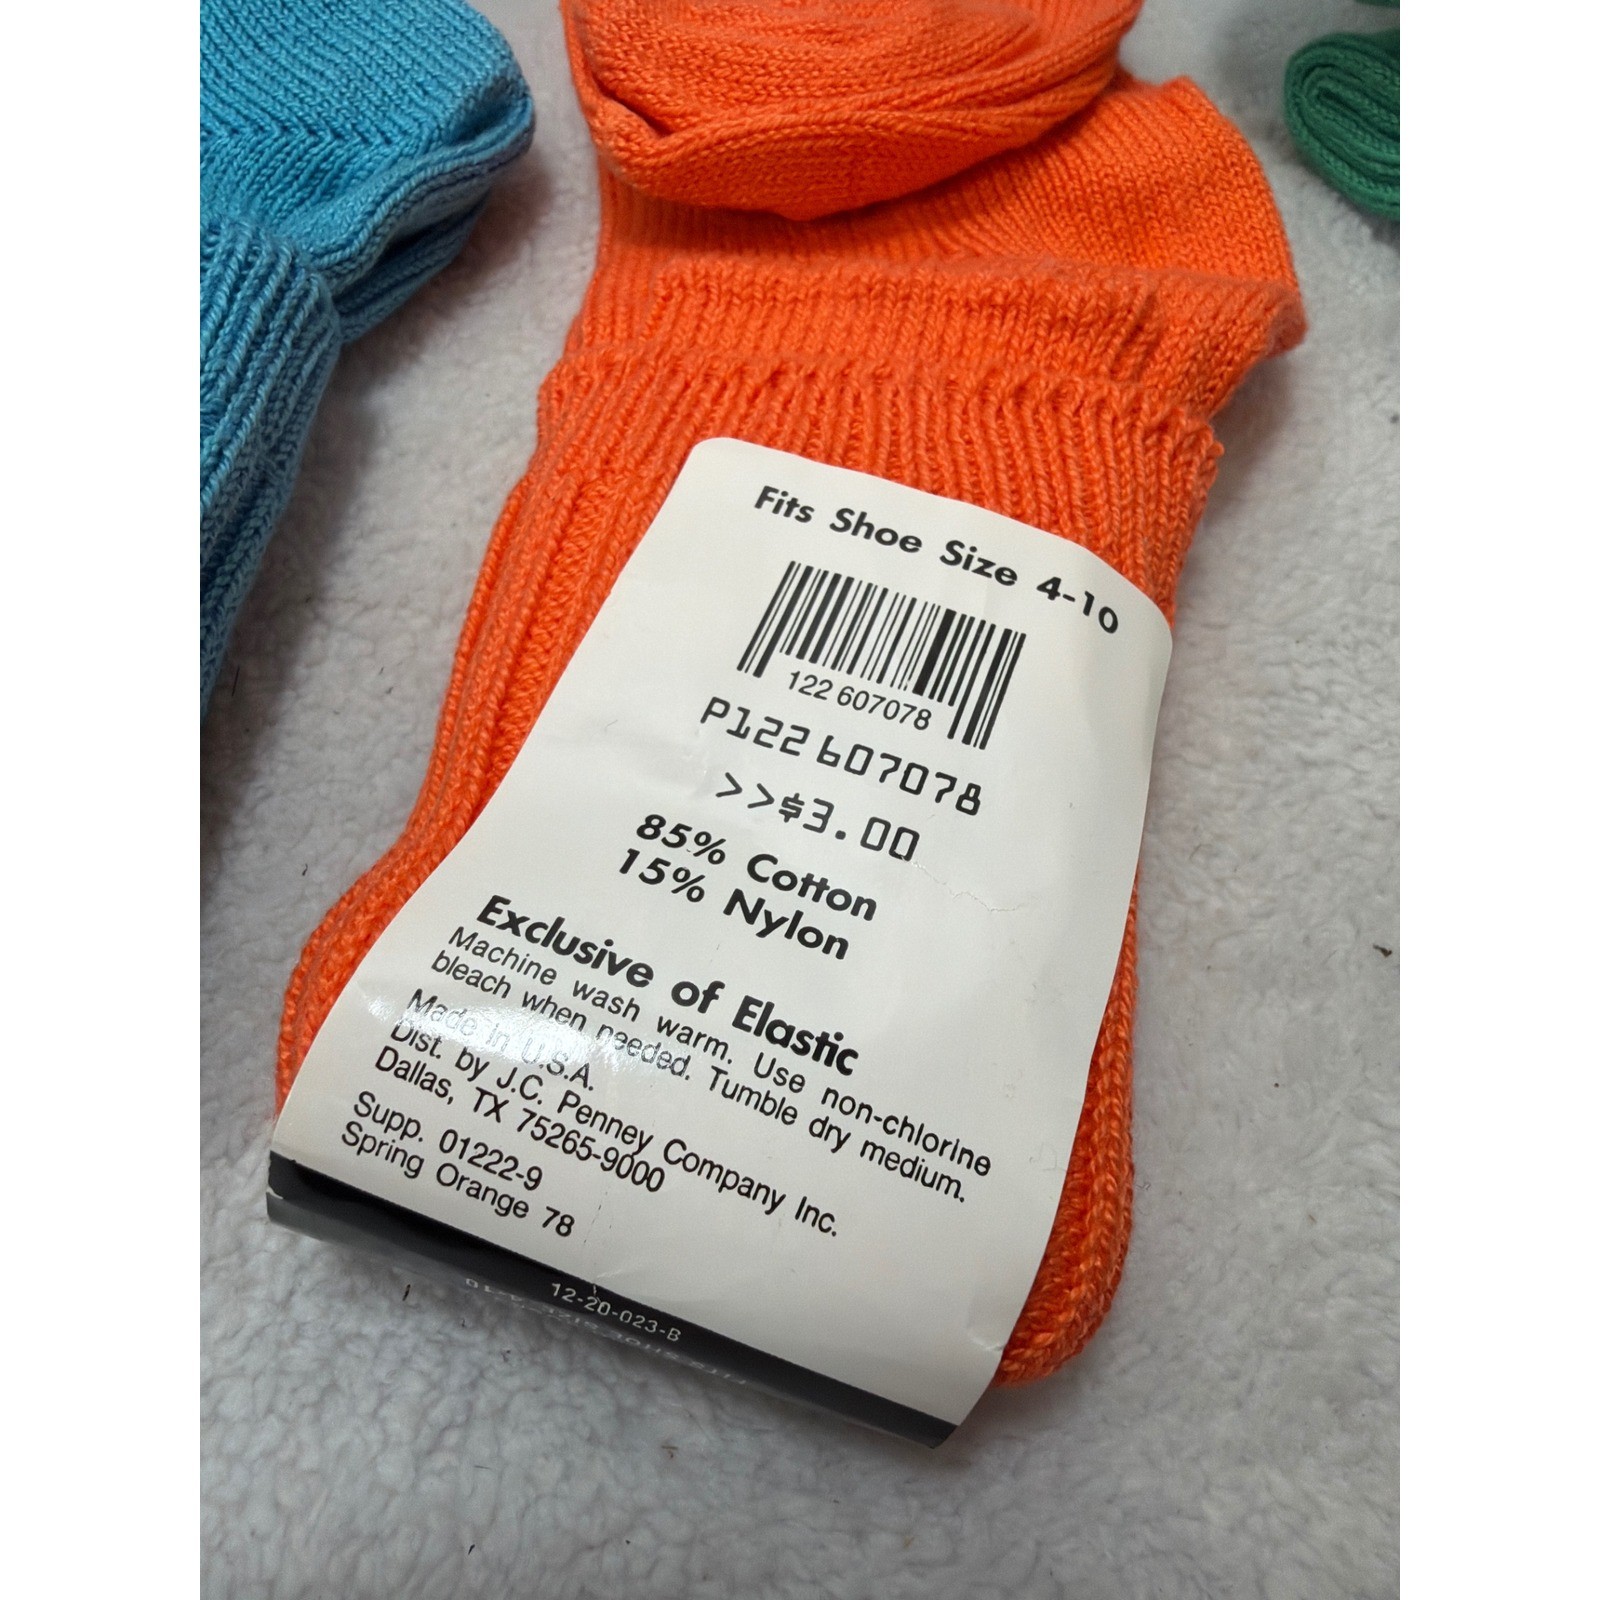 Fits Shoe Size 4-10
122 607078
P122 607078
>>$3.00
85% Cotton
15% Nylon
Exclusive of Elastic
Machine wash warm. Use non-chlorine
bleach when needed. Tumble dry medium.
Made in U.S.A.
Dist. by J.C. Penney Company Inc.
Dallas, TX 75265-9000
Supp. 01222-9
Spring Orange 78
12-20-023-B